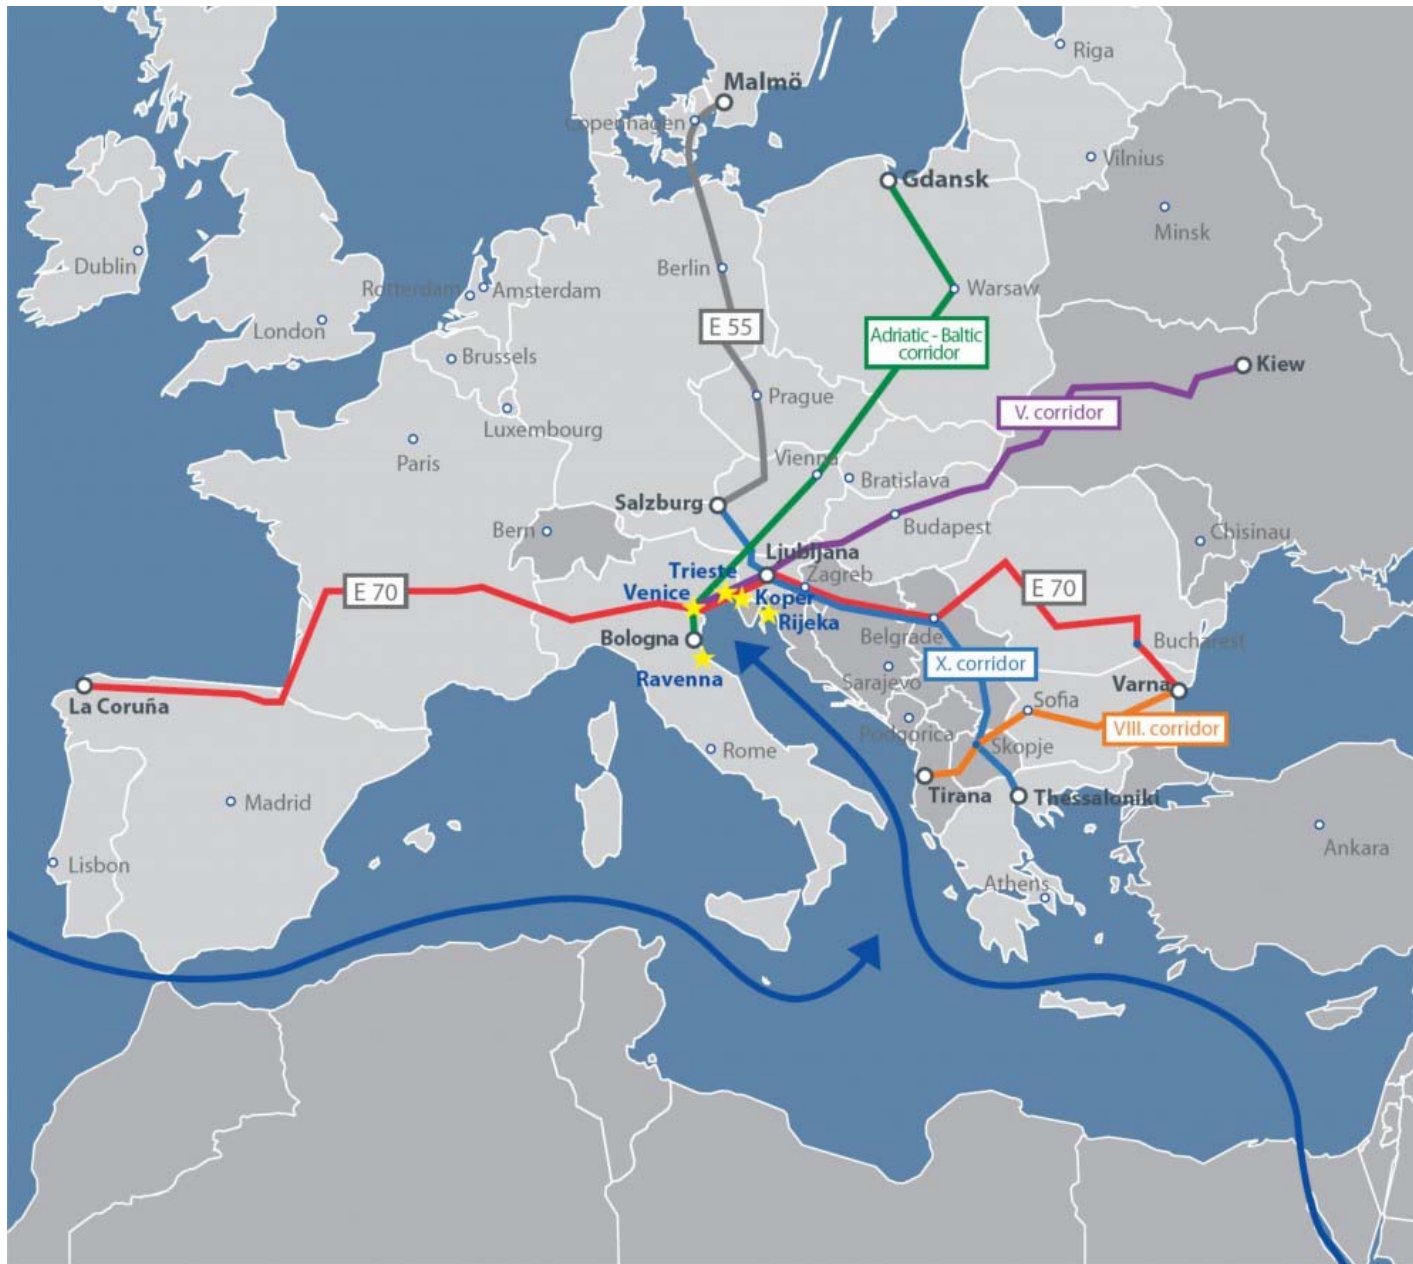 Riga
Malmö
Copenhagen
Vilnius
Gdansk
Minsk
Dublin
Berlin
Rotterdam
Amsterdam
Warsaw
London
E 55
Adriatic - Baltic
corridor
Brussels
Kiew
Prague
V. corridor
Luxembourg
Paris
Vienna
Bratislava
Salzburg
Budapest
Bern
Chisinau
Ljubijana
Trieste
Zagreb
E 70
Venice
Koper
E 70
Rijeka
Bologna
Belgrade
Bucharest
X. corridor
Ravenna
Sarajevo
Varna
La Coruña
Sofia
VIII. corridor
Podgorica
Skopje
Rome
Tirana
Thessaloniki
Madrid
Ankara
Lisbon
Athens